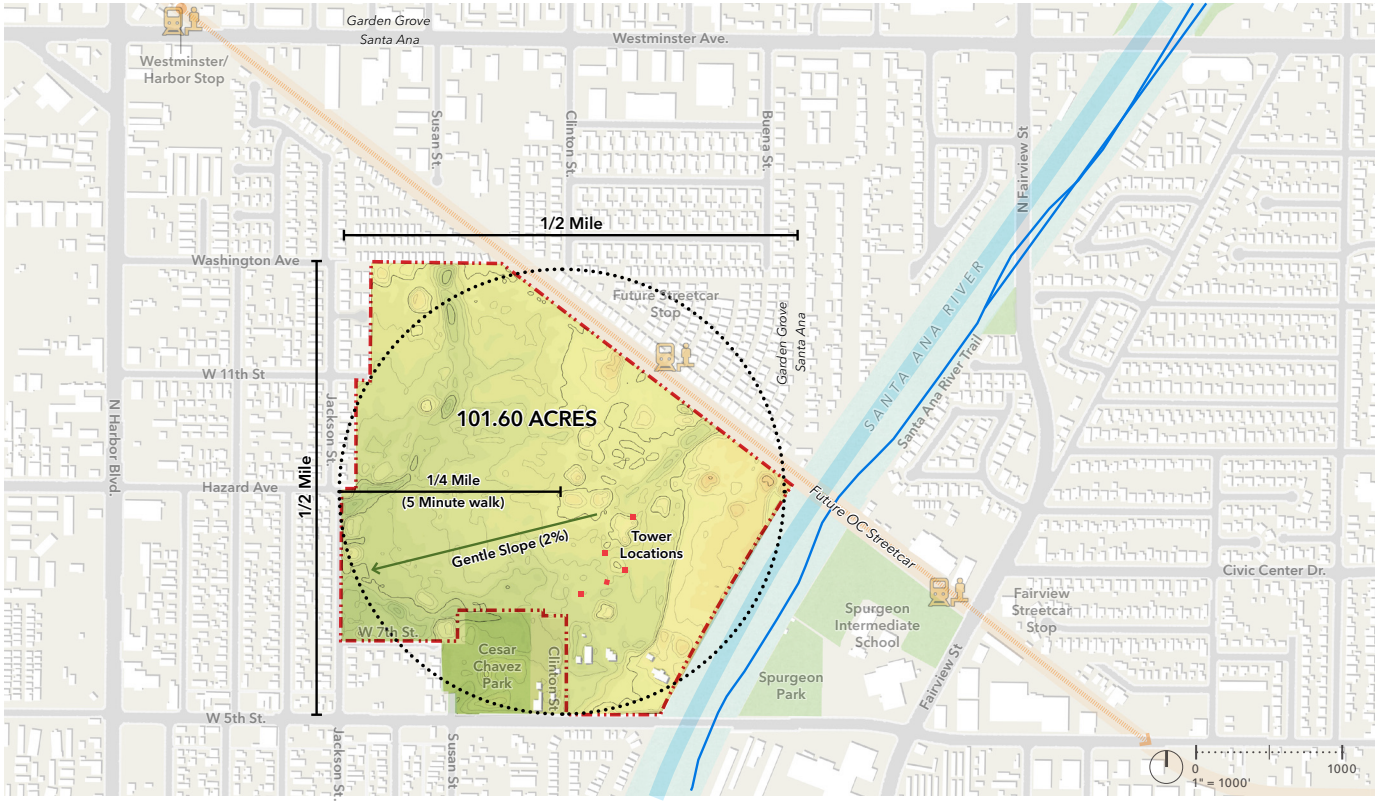 Garden Grove
Santa Ana
Westminster Ave.
Westminster/
Harbor Stop
Susan St.
Clinton St.
Buena St.
N Fairview St
1/2 Mile
Washington Ave
Future Streetcar
Stop
Garden Grove
Santa Ana
SANTA ANA RIVER
Santa Ana River Trail
W 11th St
N Harbor Blvd.
Jackson St.
101.60 ACRES
1/2 Mile
Hazard Ave
1/4 Mile
(5 Minute walk)
Future OC Streetcar
Gentle Slope (2%)
Tower
Locations
Civic Center Dr.
Fairview
Streetcar
Stop
Spurgeon
Intermediate
School
W 7th St.
Cesar
Chavez
Park
Clinton St
Spurgeon
Park
Fairview St
W 5th St.
Jackson St.
Susan St
0
1000
1" = 1000'